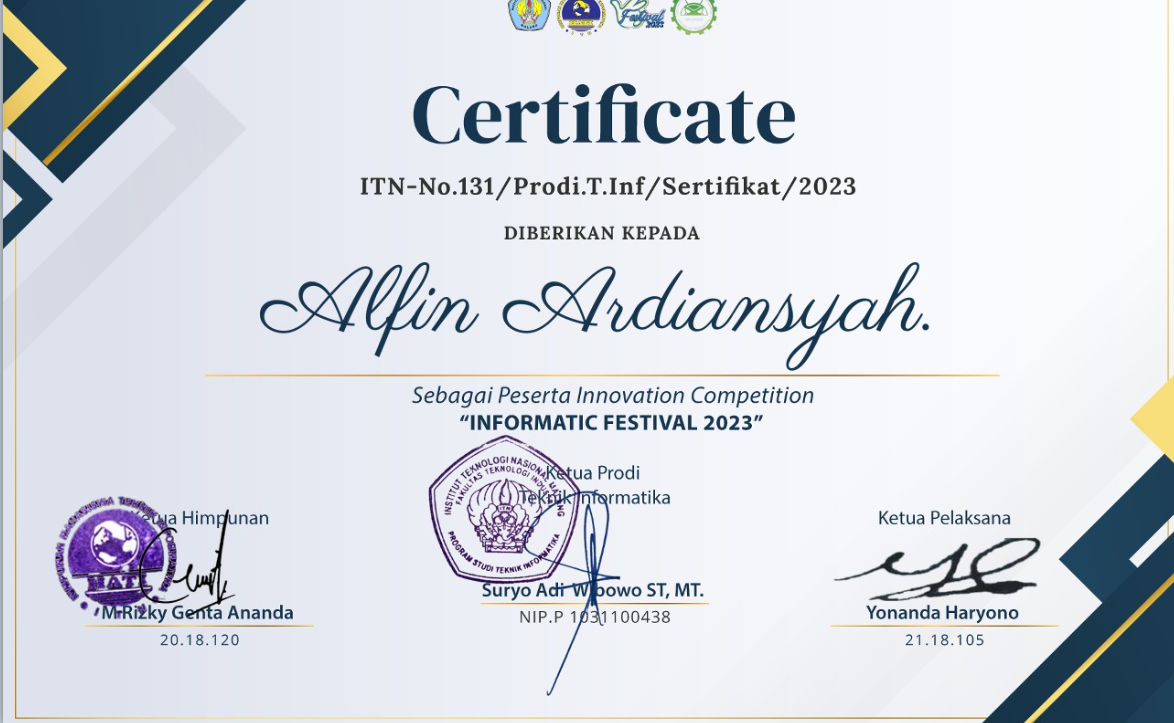 Festival
2023
Certificate
ITN-No.131/Prodi.T.Inf/Sertifikat/2023
DIBERIKAN KEPADA
Alfin Ardiansyah.
Sebagai Peserta Innovation Competition
“INFORMATIC FESTIVAL 2023”
Ketua Himpunan
HMTI
M Rizky Genta Ananda
20.18.120
Ketua Prodi
Teknik Informatika
INSTITUT TEKNOLOGI NASIONAL MALANG
FAKULTAS TEKNOLOGI INDUSTRI
ITN
PROGRAM STUDI TEKNIK INFORMATIKA
Suryo Adi Wibowo ST, MT.
NIP.P 1031100438
Ketua Pelaksana
Yonanda Haryono
21.18.105